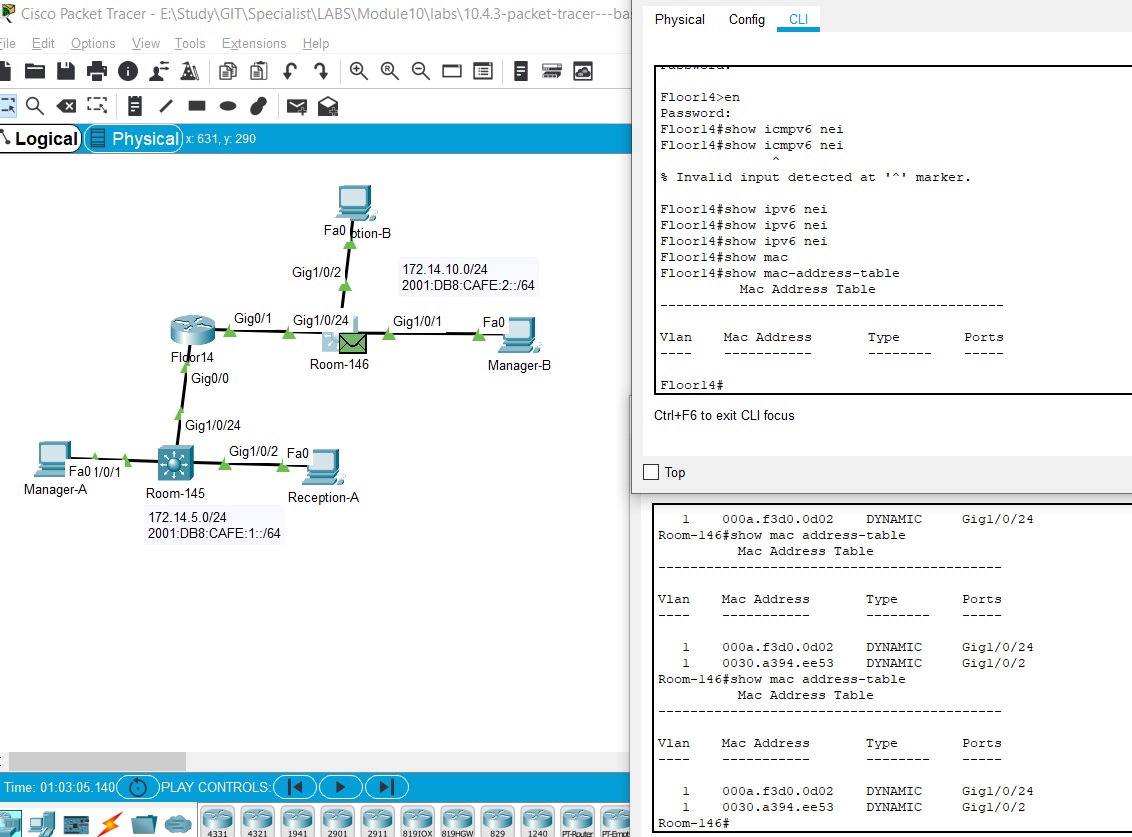 Cisco Packet Tracer - E:\Study\GIT\Specialist\LABS\Module10\labs\10.4.3-packet-tracer---ba
File Edit Options View Tools Extensions Help
Logical Physical x: 631, y: 290
Fa0 ption-B
Gig1/0/2
172.14.10.0/24
2001:DB8:CAFE:2::/64
Gig0/1 Gig1/0/24 Gig1/0/1 Fa0
Floor14
Room-146
Manager-B
Gig0/0
Gig1/0/24
Gig1/0/2 Fa0
Fa0 1/0/1
Manager-A
Room-145
Reception-A
172.14.5.0/24
2001:DB8:CAFE:1::/64
Time: 01:03:05.140 PLAY CONTROLS:
4331 4321 1941 2901 2911 819IOX 819HGW 829 1240 PT-Router PT-Empt
Physical Config CLI
Password:
Floor14>en
Password:
Floor14#show icmpv6 nei
Floor14#show icmpv6 nei
^
% Invalid input detected at '^' marker.
Floor14#show ipv6 nei
Floor14#show ipv6 nei
Floor14#show ipv6 nei
Floor14#show mac
Floor14#show mac-address-table
Mac Address Table
-------------------------------------------
Vlan Mac Address Type Ports
---- ----------- -------- -----
Floor14#
Ctrl+F6 to exit CLI focus
Top
1 000a.f3d0.0d02 DYNAMIC Gig1/0/24
Room-146#show mac address-table
Mac Address Table
-------------------------------------------
Vlan Mac Address Type Ports
---- ----------- -------- -----
1 000a.f3d0.0d02 DYNAMIC Gig1/0/24
1 0030.a394.ee53 DYNAMIC Gig1/0/2
Room-146#show mac address-table
Mac Address Table
-------------------------------------------
Vlan Mac Address Type Ports
---- ----------- -------- -----
1 000a.f3d0.0d02 DYNAMIC Gig1/0/24
1 0030.a394.ee53 DYNAMIC Gig1/0/2
Room-146#